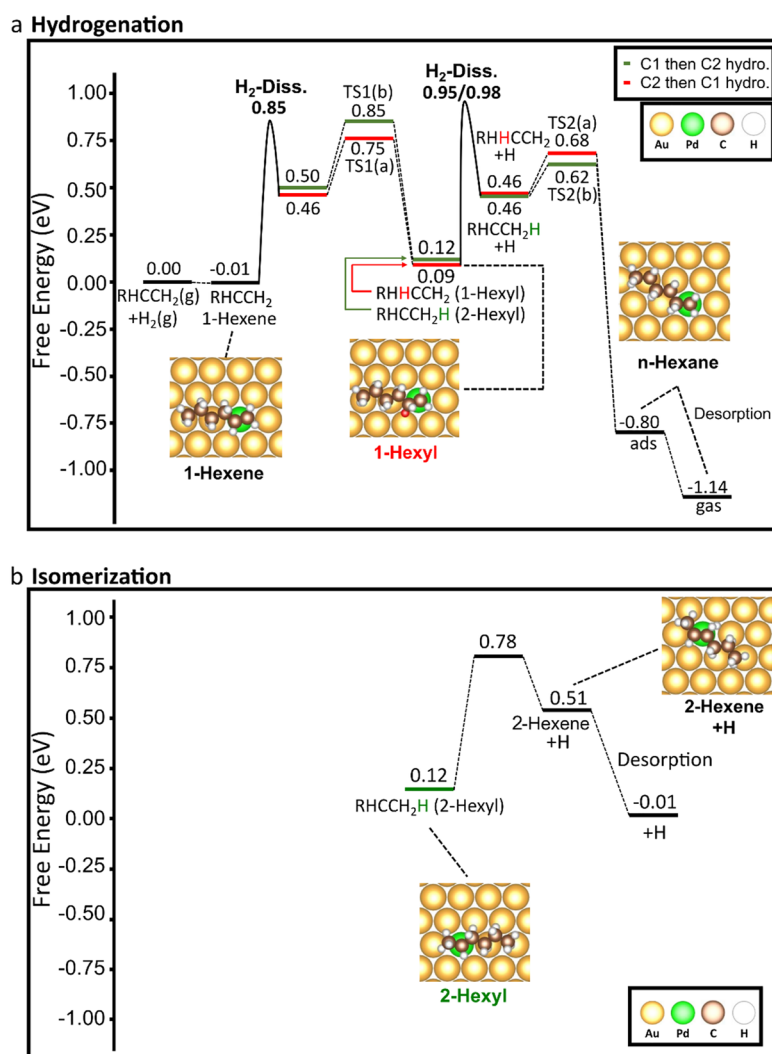 a Hydrogenation
C1 then C2 hydro.
C2 then C1 hydro.
Au Pd C H
Free Energy (eV)
1.00
0.75
0.50
0.25
0.00
-0.25
-0.50
-0.75
-1.00
H2-Diss.
0.85
TS1(b)
0.85
0.75
TS1(a)
0.50
0.46
H2-Diss.
0.95/0.98
RHHCCH2
+H
TS2(a)
0.68
0.62
TS2(b)
0.46
0.46
RHCCH2H
+H
0.12
0.09
RHHCCH2 (1-Hexyl)
RHCCH2H (2-Hexyl)
0.00
RHCCH2(g)
+H2(g)
-0.01
RHCCH2
1-Hexene
1-Hexene
1-Hexyl
n-Hexane
-0.80
ads
Desorption
-1.14
gas
b Isomerization
Free Energy (eV)
1.00
0.75
0.50
0.25
0.00
-0.25
-0.50
-0.75
-1.00
0.12
RHCCH2H (2-Hexyl)
0.78
0.51
2-Hexene
+H
2-Hexene
+H
Desorption
-0.01
+H
2-Hexyl
Au Pd C H